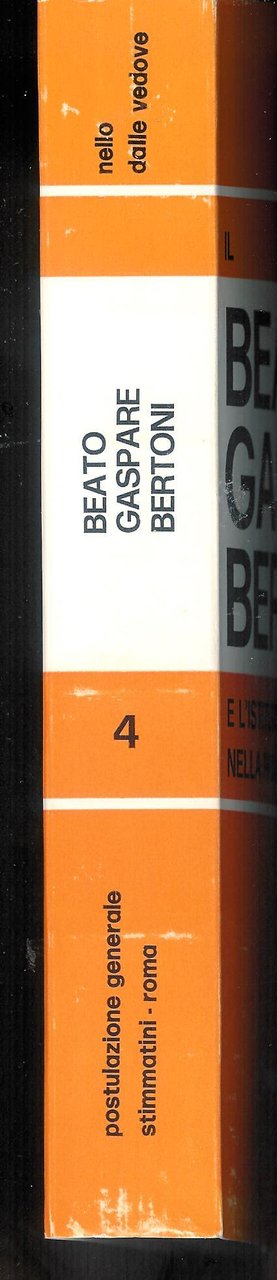 nello
dalle vedove
BEATO
GASPARE
BERTONI
4
postulazione generale
stimmatini - roma
IL
E L'